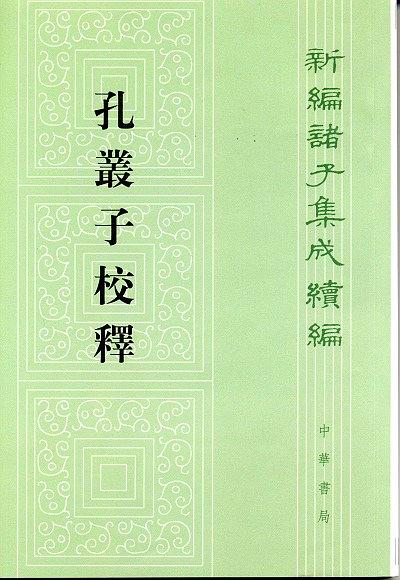 新編諸子集成續編
孔叢子校釋
中華書局